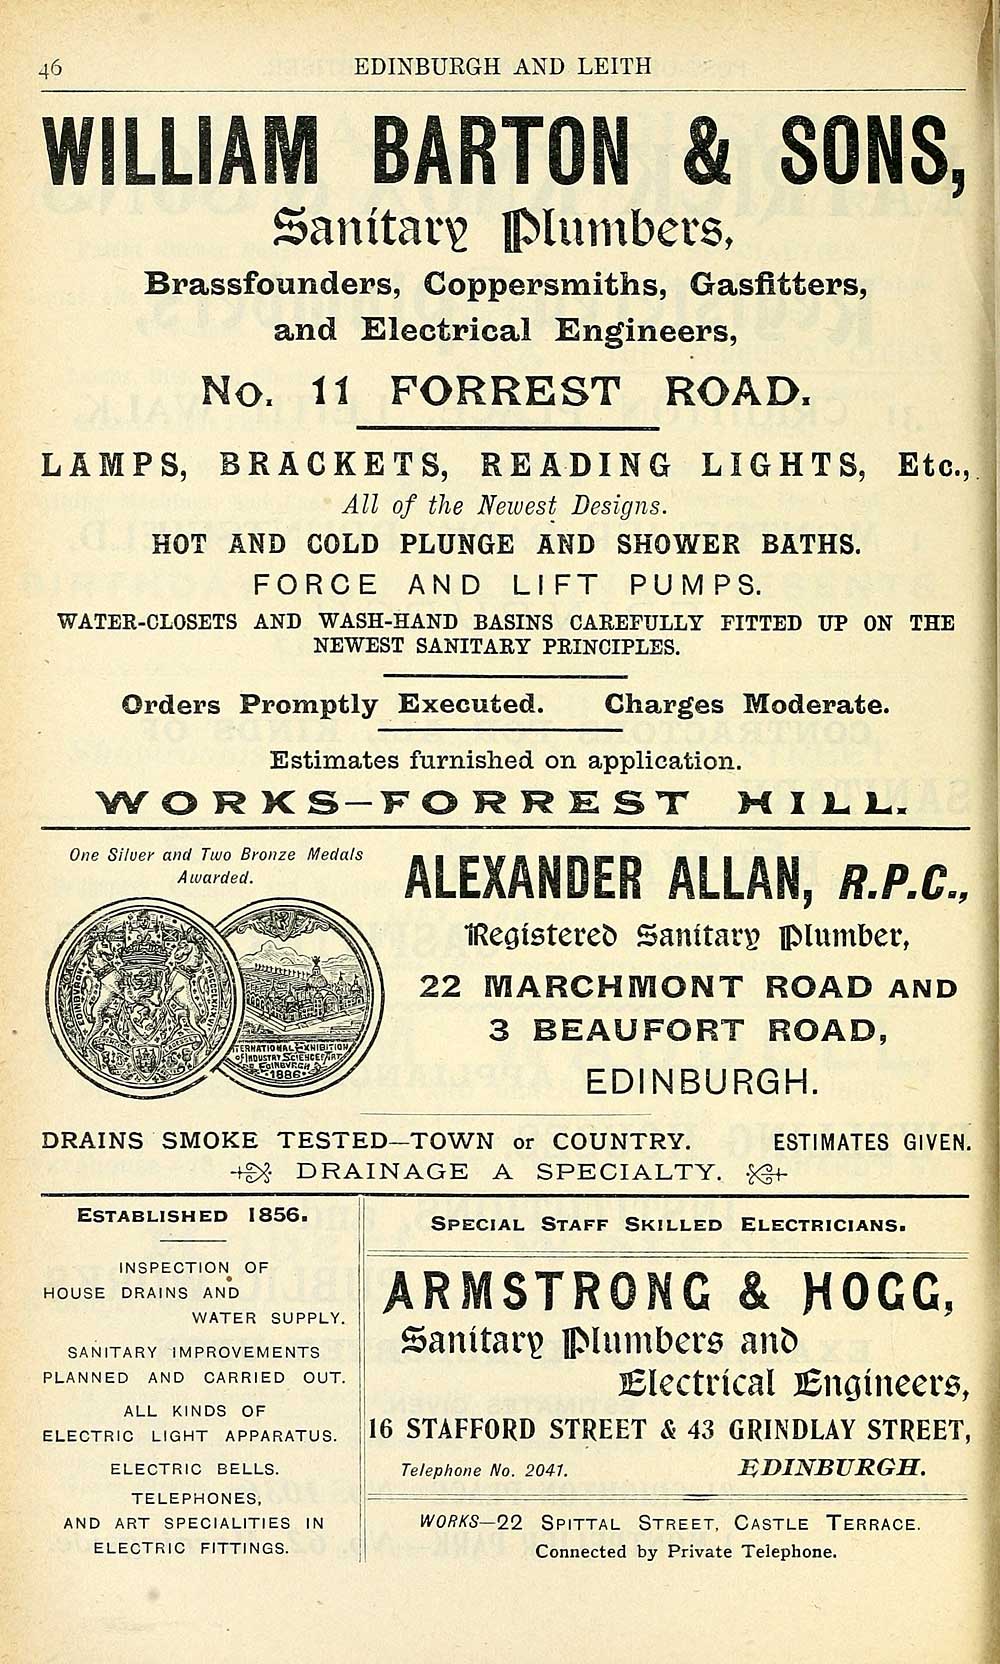 46
EDINBURGH AND LEITH
WILLIAM BARTON & SONS,
Sanitary Plumbers,
Brassfounders, Coppersmiths, Gasfitters,
and Electrical Engineers,
No. 11 FORREST ROAD.
LAMPS, BRACKETS, READING LIGHTS, Etc.,
All of the Newest Designs.
HOT AND COLD PLUNGE AND SHOWER BATHS.
FORCE AND LIFT PUMPS.
WATER-CLOSETS AND WASH-HAND BASINS CAREFULLY FITTED UP ON THE
NEWEST SANITARY PRINCIPLES.
Orders Promptly Executed. Charges Moderate.
Estimates furnished on application.
WORKS—FORREST HILL.
One Silver and Two Bronze Medals
Awarded.
INTERNATIONAL EXHIBITION
of INDUSTRY SCIENCE & ART
EDINBVRGH
1886
ALEXANDER ALLAN, R.P.C.,
Registered Sanitary Plumber,
22 MARCHMONT ROAD AND
3 BEAUFORT ROAD,
EDINBURGH.
DRAINS SMOKE TESTED—TOWN or COUNTRY. ESTIMATES GIVEN.
DRAINAGE A SPECIALTY.
ESTABLISHED 1856.
INSPECTION OF
HOUSE DRAINS AND
WATER SUPPLY.
SANITARY IMPROVEMENTS
PLANNED AND CARRIED OUT.
ALL KINDS OF
ELECTRIC LIGHT APPARATUS.
ELECTRIC BELLS.
TELEPHONES,
AND ART SPECIALITIES IN
ELECTRIC FITTINGS.
SPECIAL STAFF SKILLED ELECTRICIANS.
ARMSTRONG & HOGG,
Sanitary Plumbers and
Electrical Engineers,
16 STAFFORD STREET & 43 GRINDLAY STREET,
Telephone No. 2041. EDINBURGH.
WORKS—22 SPITTAL STREET, CASTLE TERRACE.
Connected by Private Telephone.